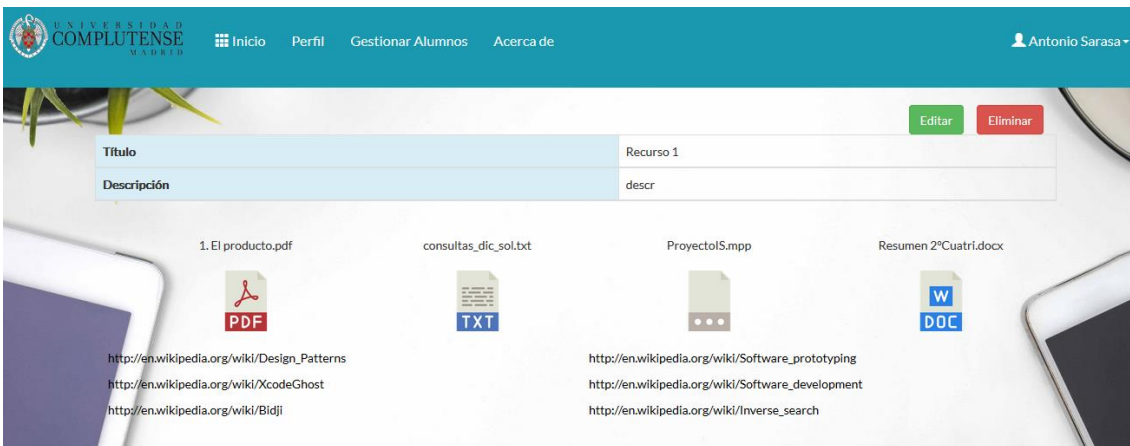 UNIVERSIDAD
COMPLUTENSE
MADRID
Inicio Perfil Gestionar Alumnos Acerca de Antonio Sarasa
Editar Eliminar
Título Recurso 1
Descripción descr
1. El producto.pdf consultas_dic_sol.txt ProyectoIS.mpp Resumen 2ºCuatri.docx
PDF TXT W DOC
http://en.wikipedia.org/wiki/Design_Patterns http://en.wikipedia.org/wiki/Software_prototyping
http://en.wikipedia.org/wiki/XcodeGhost http://en.wikipedia.org/wiki/Software_development
http://en.wikipedia.org/wiki/Bidji http://en.wikipedia.org/wiki/Inverse_search